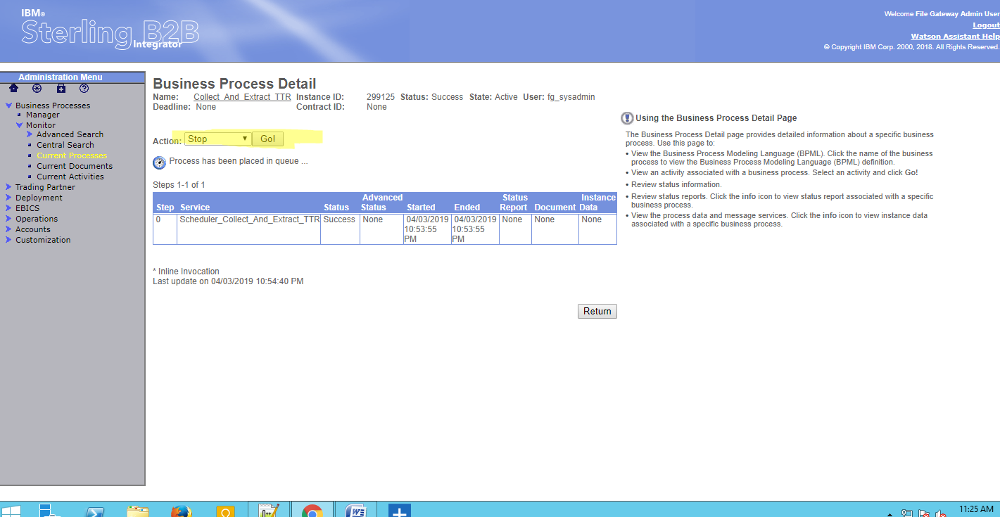 IBM®
Sterling B2B
Integrator
Welcome File Gateway Admin User
Logout
Watson Assistant Help
© Copyright IBM Corp. 2000, 2018. All Rights Reserved.
Administration Menu
Business Processes
Manager
Monitor
Advanced Search
Central Search
Current Processes
Current Documents
Current Activities
Trading Partner
Deployment
EBICS
Operations
Accounts
Customization
Business Process Detail
Name: Collect_And_Extract_TTR Instance ID: 299125 Status: Success State: Active User: fg_sysadmin
Deadline: None Contract ID: None
Action: Stop Go!
Process has been placed in queue ...
Steps 1-1 of 1
Step Service Status Advanced Status Started Ended Status Report Document Instance Data
0 Scheduler_Collect_And_Extract_TTR Success None 04/03/2019 10:53:55 PM 04/03/2019 10:53:55 PM None None None
* Inline Invocation
Last update on 04/03/2019 10:54:40 PM
Return
Using the Business Process Detail Page
The Business Process Detail page provides detailed information about a specific business
process. Use this page to:
• View the Business Process Modeling Language (BPML). Click the name of the business
process to view the Business Process Modeling Language (BPML) definition.
• View an activity associated with a business process. Select an activity and click Go!
• Review status information.
• Review status reports. Click the info icon to view status report associated with a specific
business process.
• View the process data and message services. Click the info icon to view instance data
associated with a specific business process.
11:25 AM